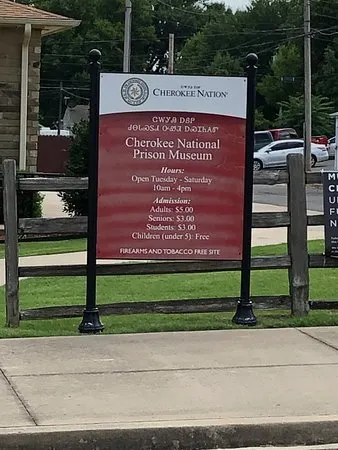 CHEROKEE NATION®
Cherokee National
Prison Museum
Hours:
Open Tuesday - Saturday
10am - 4pm
Admission:
Adults: $5.00
Seniors: $3.00
Students: $3.00
Children (under 5): Free
FIREARMS AND TOBACCO FREE SITE